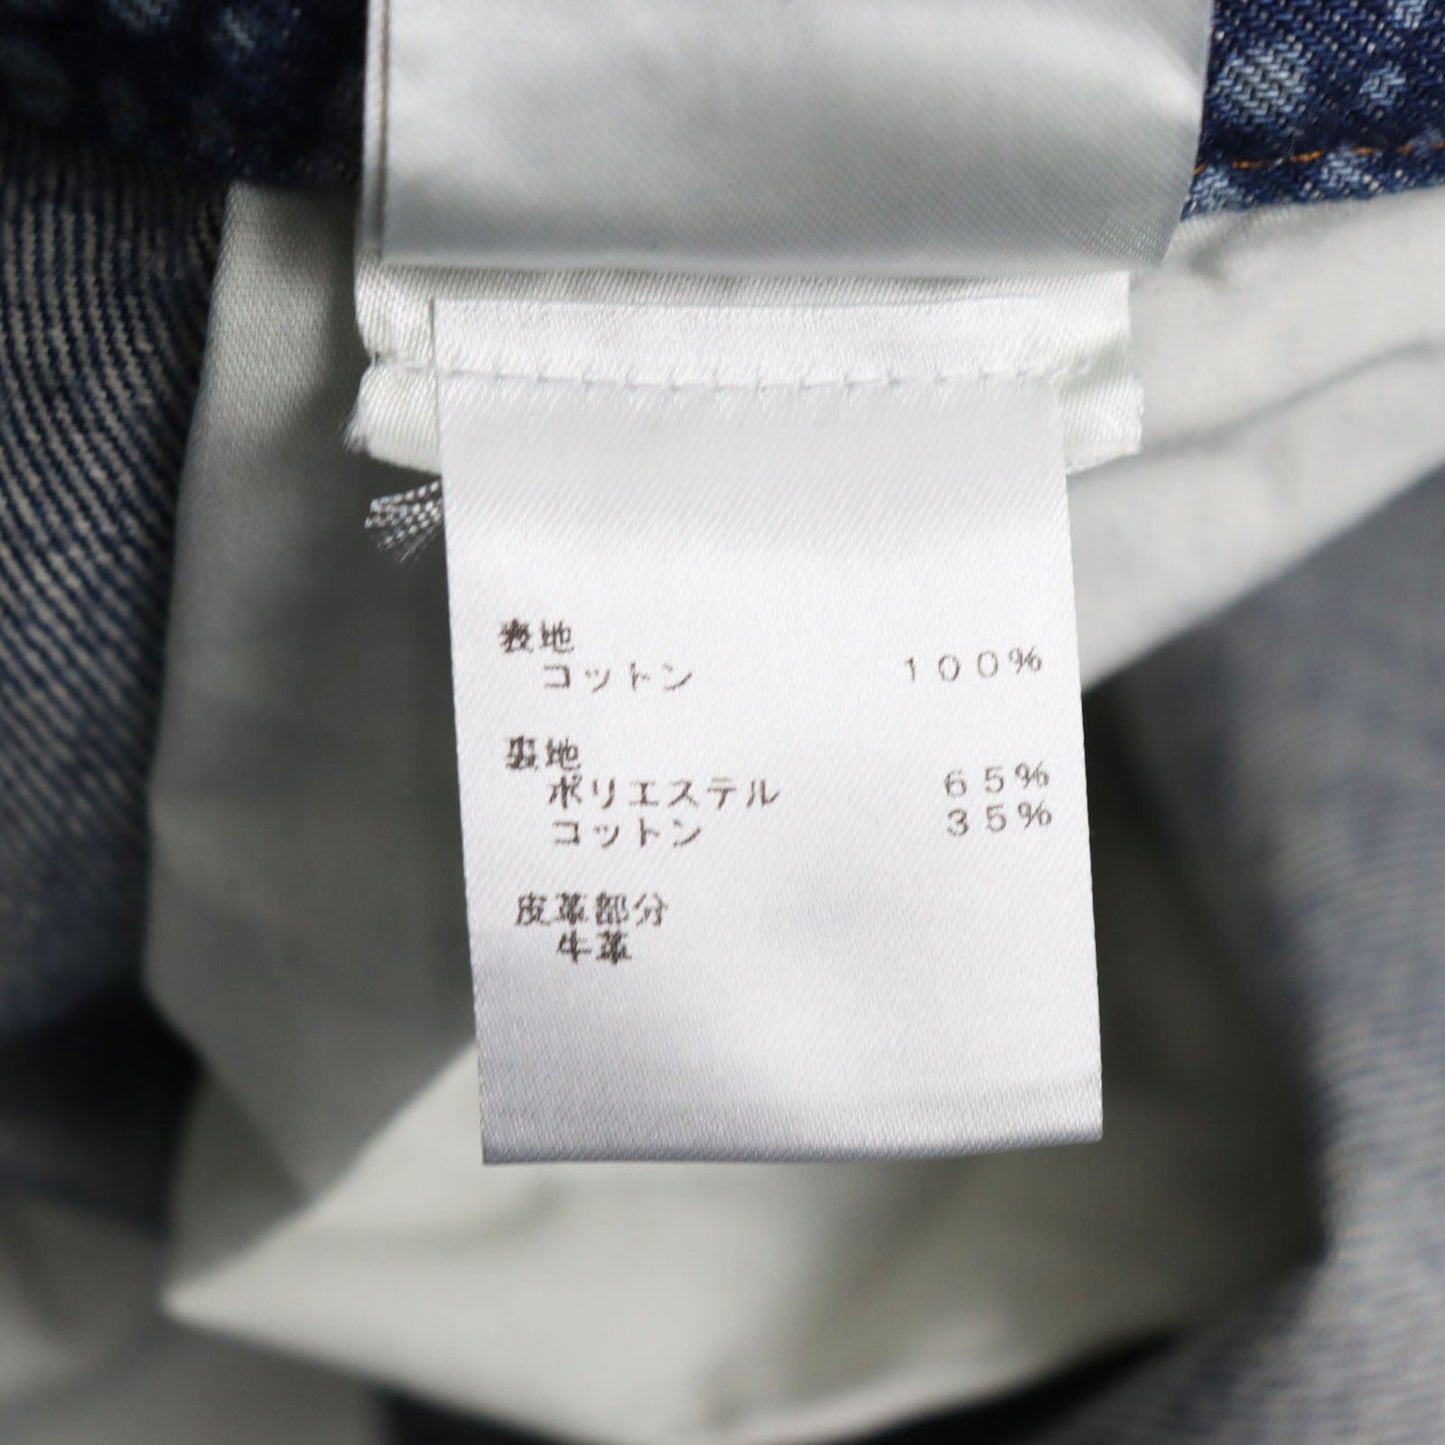 表地
コットン 100%
裏地
ポリエステル 65%
コットン 35%
皮革部分
牛革